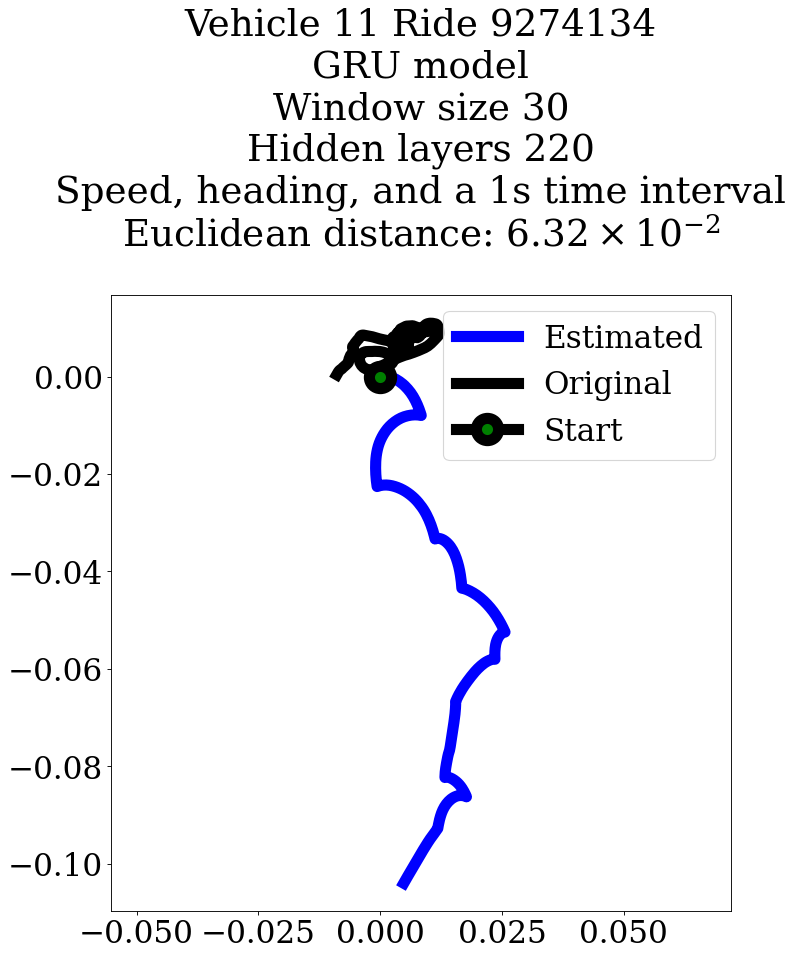 Vehicle 11 Ride 9274134
GRU model
Window size 30
Hidden layers 220
Speed, heading, and a 1s time interval
Euclidean distance: 6.32 × 10⁻²
Estimated
Original
Start
0.00
−0.02
−0.04
−0.06
−0.08
−0.10
−0.050 −0.025 0.000 0.025 0.050